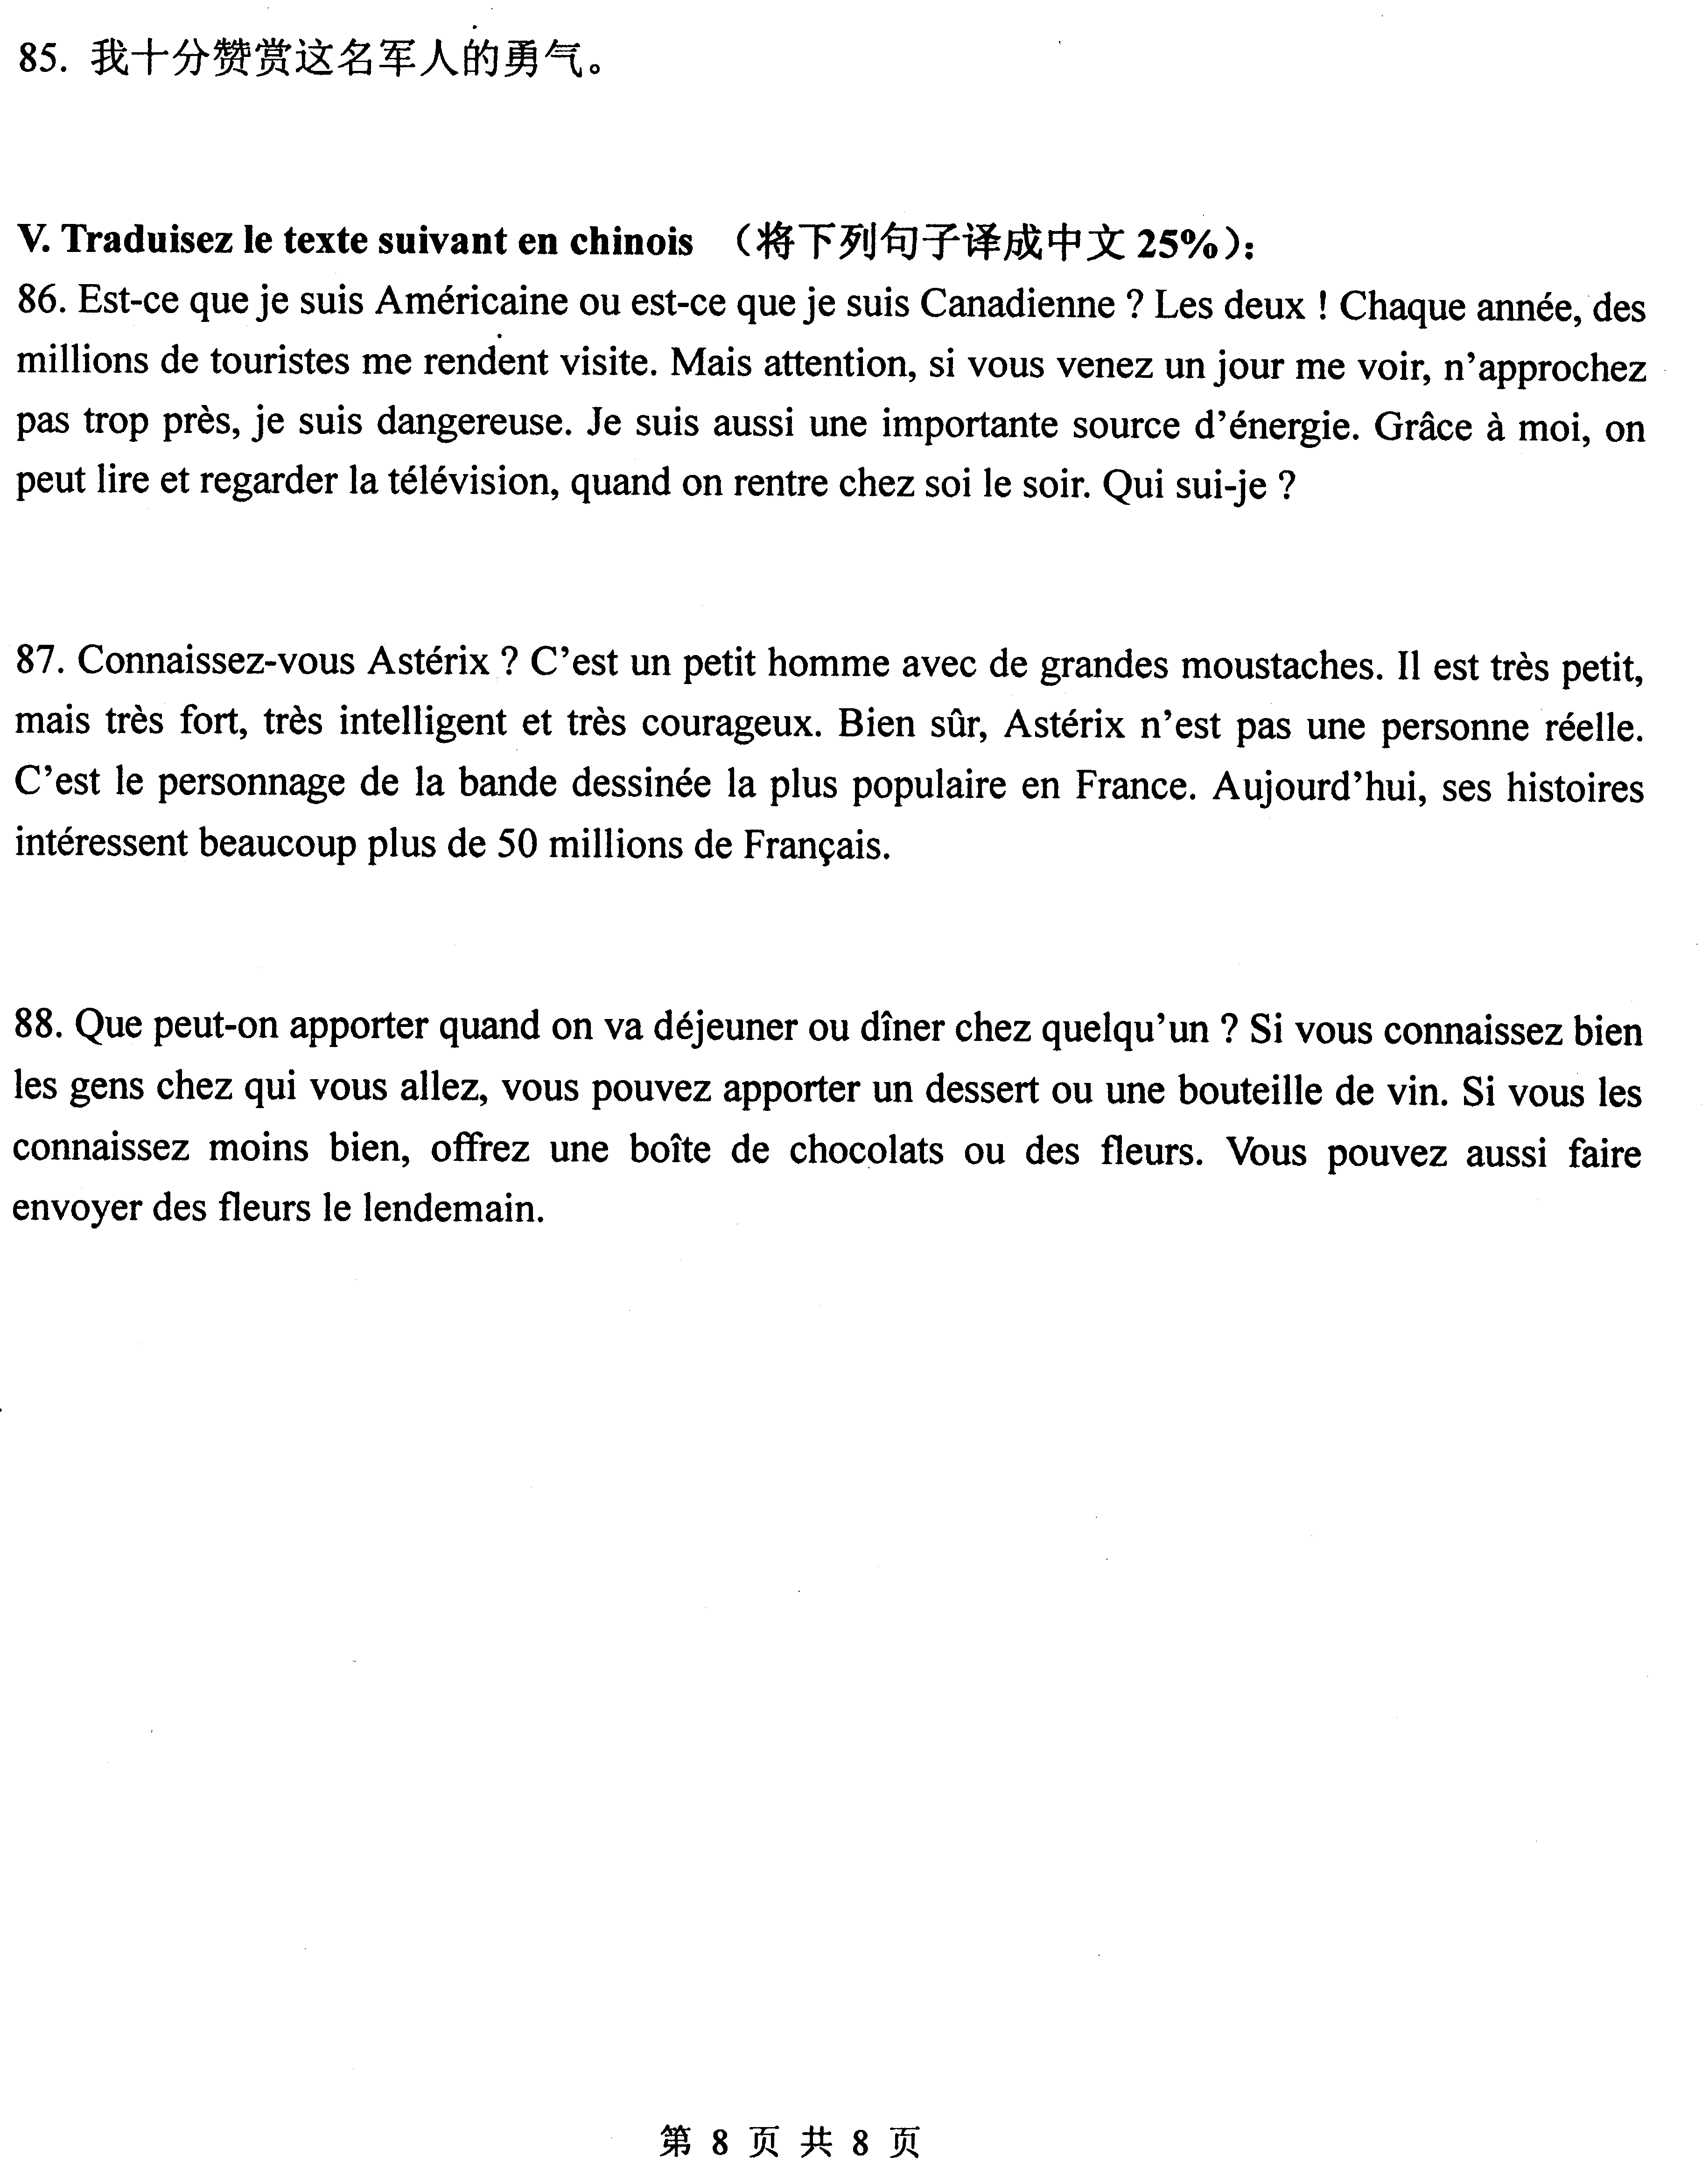 85. 我十分赞赏这名军人的勇气。
V. Traduisez le texte suivant en chinois （将下列句子译成中文 25%）：
86. Est-ce que je suis Américaine ou est-ce que je suis Canadienne ? Les deux ! Chaque année, des
millions de touristes me rendent visite. Mais attention, si vous venez un jour me voir, n’approchez
pas trop près, je suis dangereuse. Je suis aussi une importante source d’énergie. Grâce à moi, on
peut lire et regarder la télévision, quand on rentre chez soi le soir. Qui sui-je ?
87. Connaissez-vous Astérix ? C’est un petit homme avec de grandes moustaches. Il est très petit,
mais très fort, très intelligent et très courageux. Bien sûr, Astérix n’est pas une personne réelle.
C’est le personnage de la bande dessinée la plus populaire en France. Aujourd’hui, ses histoires
intéressent beaucoup plus de 50 millions de Français.
88. Que peut-on apporter quand on va déjeuner ou dîner chez quelqu’un ? Si vous connaissez bien
les gens chez qui vous allez, vous pouvez apporter un dessert ou une bouteille de vin. Si vous les
connaissez moins bien, offrez une boîte de chocolats ou des fleurs. Vous pouvez aussi faire
envoyer des fleurs le lendemain.
第 8 页 共 8 页